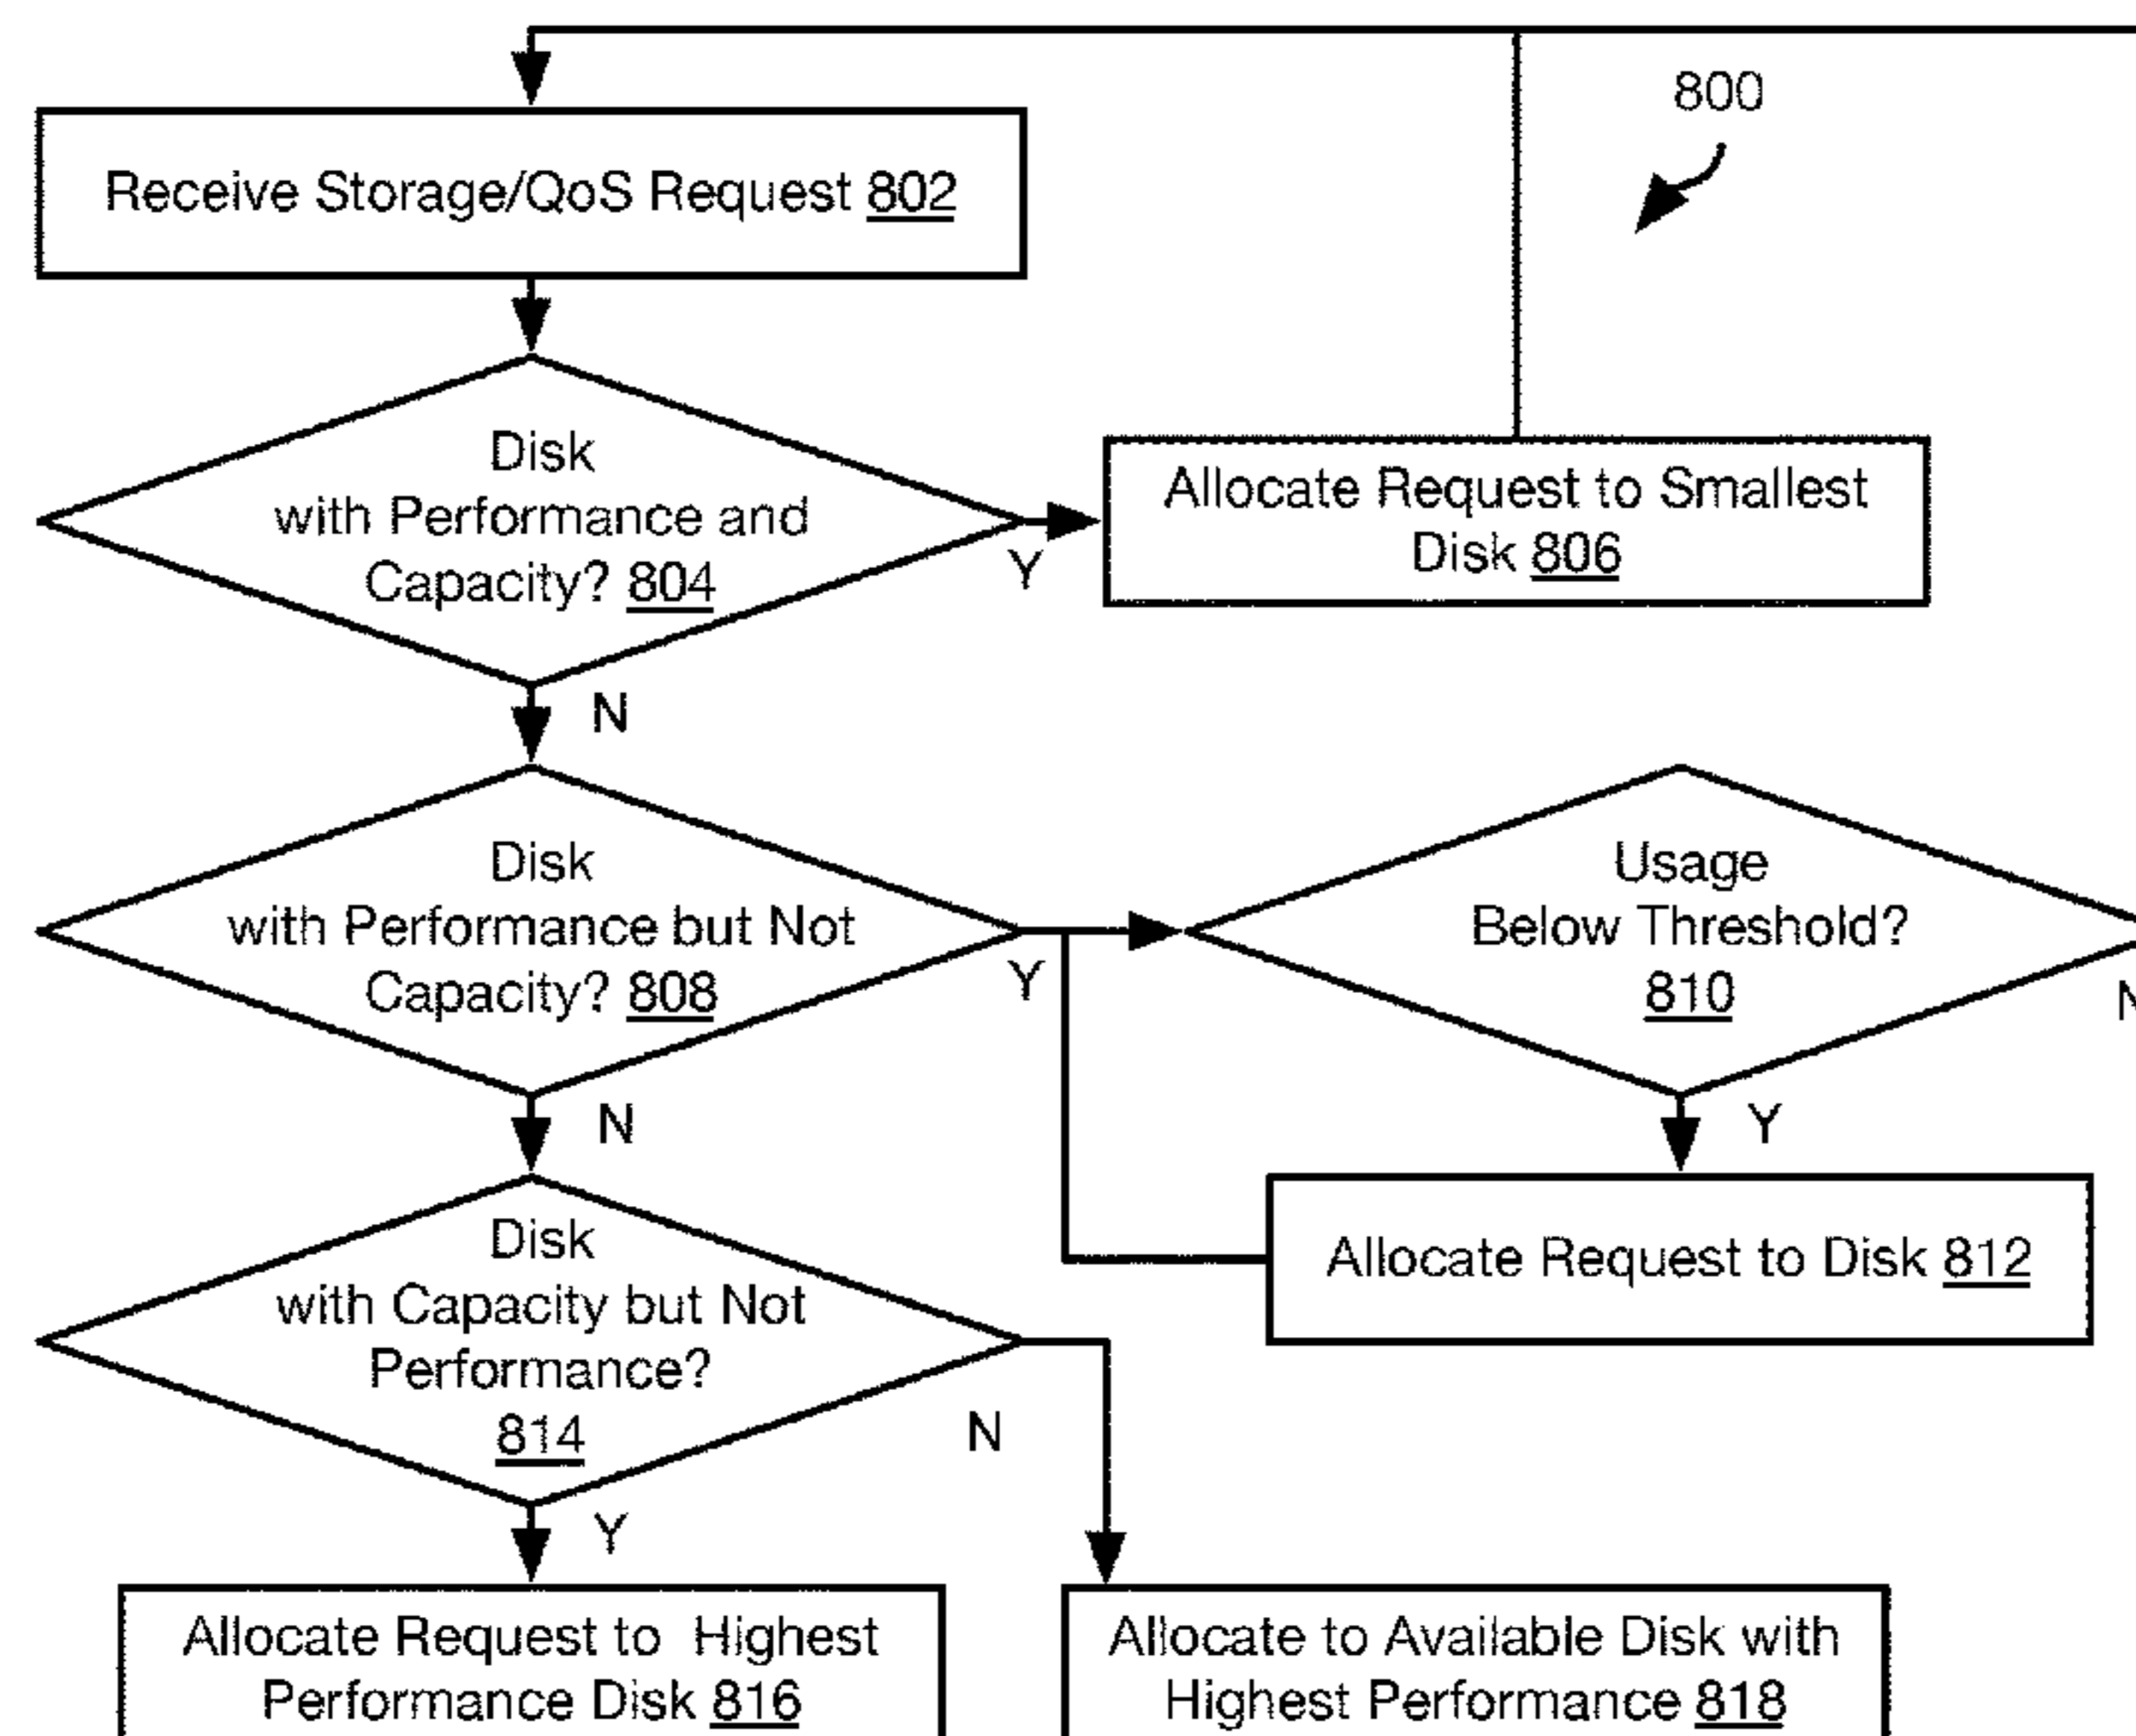 800
Receive Storage/QoS Request 802
Disk
with Performance and
Capacity? 804
Y
Allocate Request to Smallest
Disk 806
N
Disk
with Performance but Not
Capacity? 808
Y
Usage
Below Threshold?
810
N
N
Y
Allocate Request to Disk 812
Disk
with Capacity but Not
Performance?
814
N
Y
Allocate Request to Highest
Performance Disk 816
Allocate to Available Disk with
Highest Performance 818